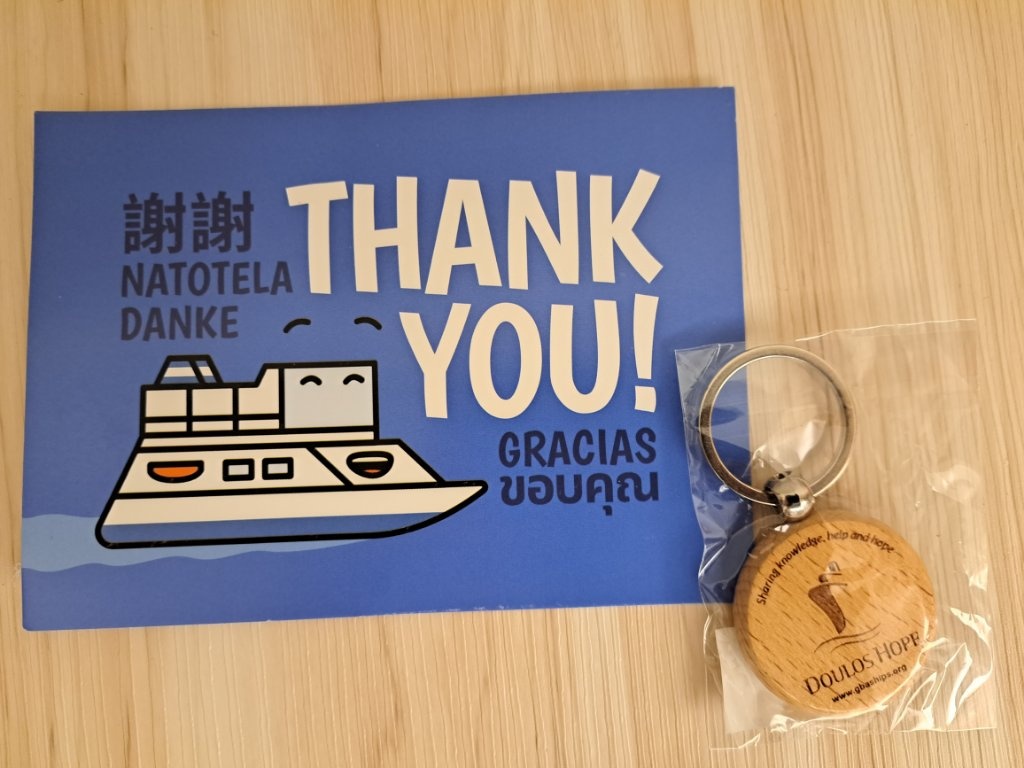 謝謝
NATOTELA
DANKE
THANK
YOU!
GRACIAS
ขอบคุณ
Sharing knowledge, help and hope
DOULOS HOPE
www.gbaships.org